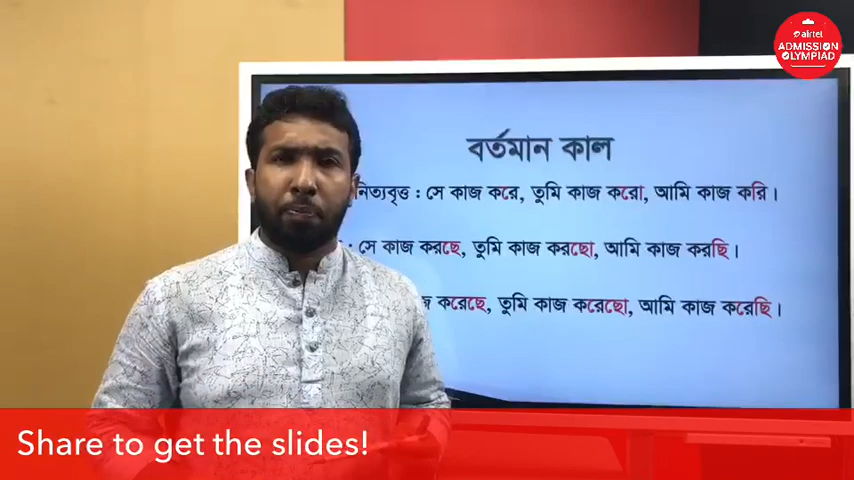 airtel
ADMISSION
OLYMPIAD
বর্তমান কাল
নিত্যবৃত্ত : সে কাজ করে, তুমি কাজ করো, আমি কাজ করি।
: সে কাজ করছে, তুমি কাজ করছো, আমি কাজ করছি।
করেছে, তুমি কাজ করেছো, আমি কাজ করেছি।
Share to get the slides!